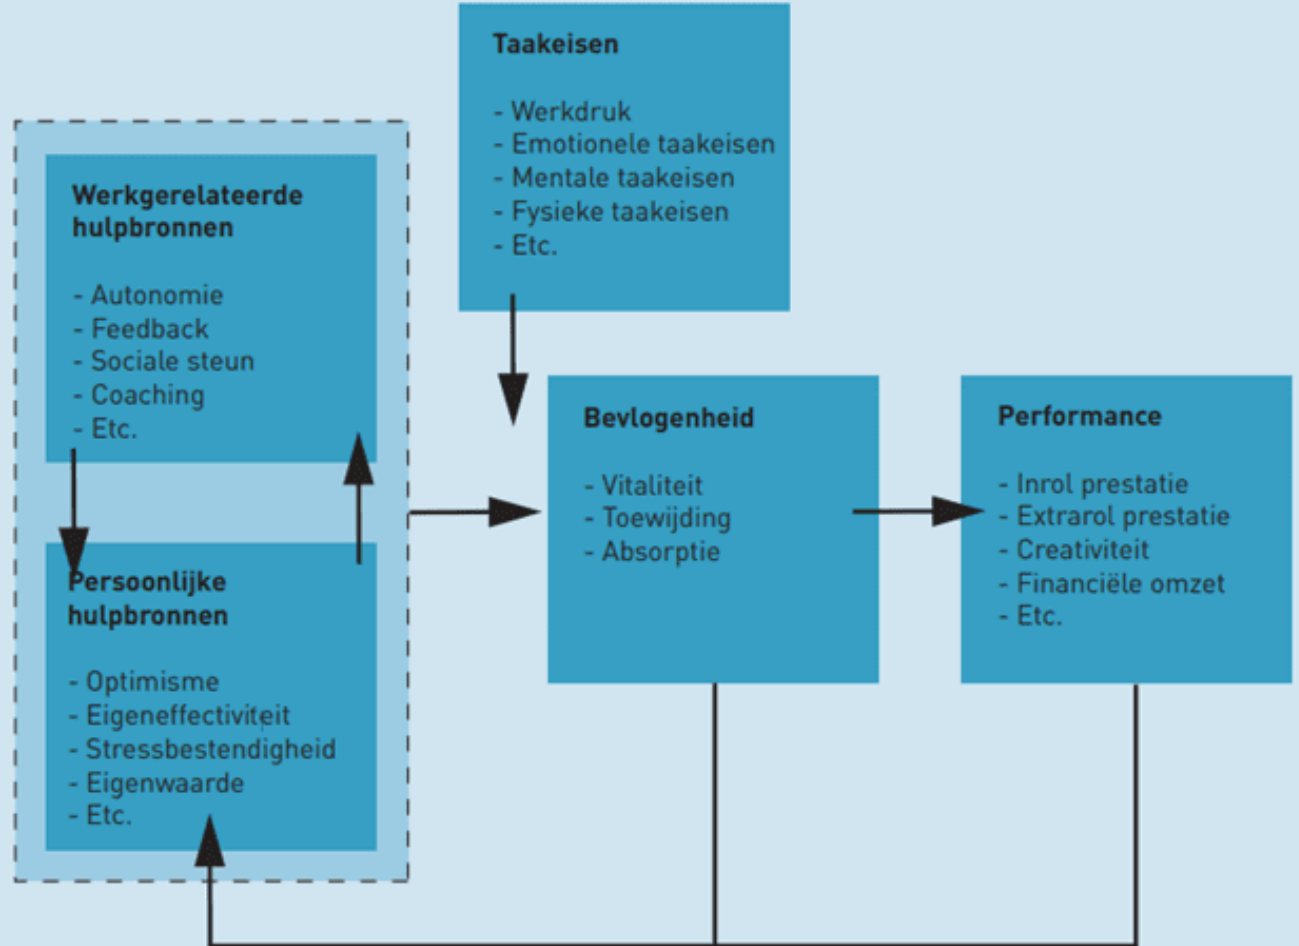 Taakeisen
- Werkdruk
- Emotionele taakeisen
- Mentale taakeisen
- Fysieke taakeisen
- Etc.
Werkgerelateerde
hulpbronnen
- Autonomie
- Feedback
- Sociale steun
- Coaching
- Etc.
Persoonlijke
hulpbronnen
- Optimisme
- Eigeneffectiviteit
- Stressbestendigheid
- Eigenwaarde
- Etc.
Bevlogenheid
- Vitaliteit
- Toewijding
- Absorptie
Performance
- Inrol prestatie
- Extrarol prestatie
- Creativiteit
- Financiële omzet
- Etc.